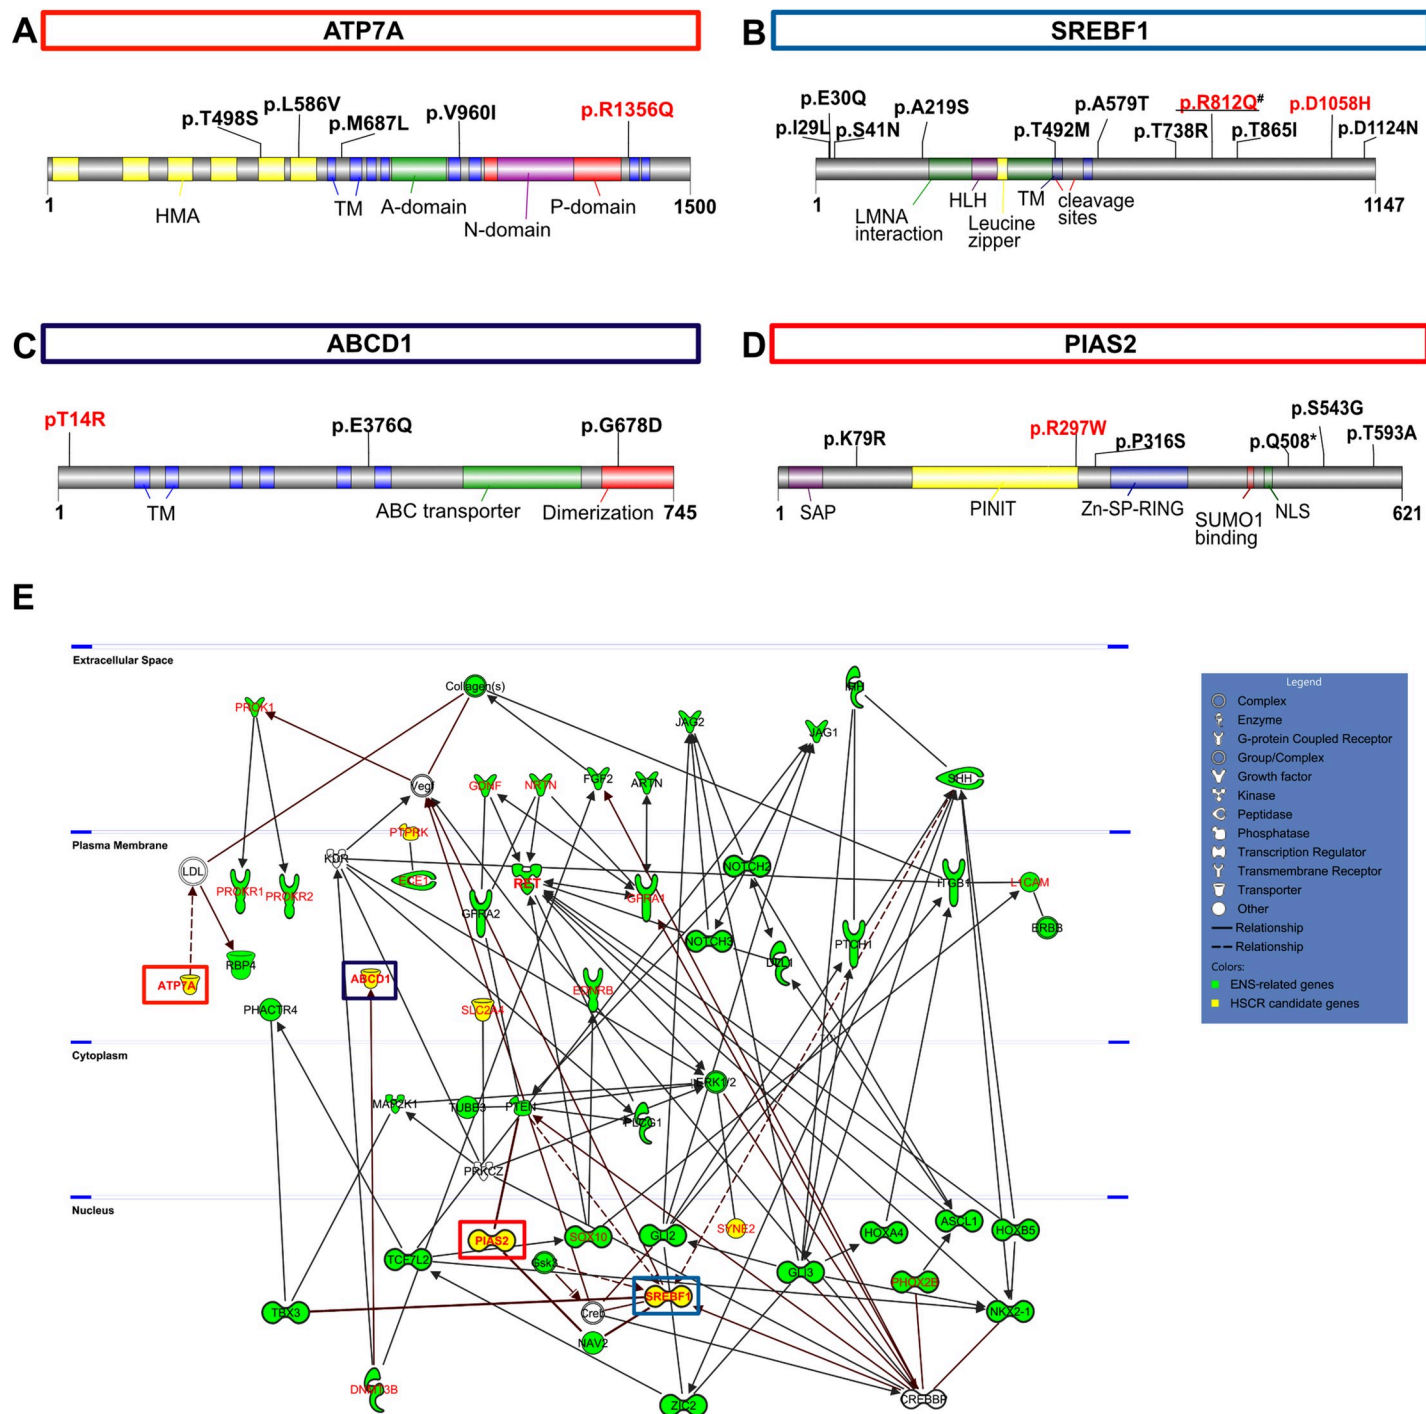 A
ATP7A
p.T498S
p.L586V
p.M687L
p.V960I
p.R1356Q
1
HMA
TM
A-domain
N-domain
P-domain
1500
B
SREBF1
p.E30Q
p.I29L
p.S41N
p.A219S
p.T492M
p.A579T
p.T738R
p.R812Q#
p.T865I
p.D1058H
p.D1124N
1
LMNA
interaction
HLH
Leucine
zipper
TM
cleavage
sites
1147
C
ABCD1
pT14R
p.E376Q
p.G678D
1
TM
ABC transporter
Dimerization
745
D
PIAS2
p.K79R
p.R297W
p.P316S
p.Q508*
p.S543G
p.T593A
1
SAP
PINIT
Zn-SP-RING
SUMO1
binding
NLS
621
E
Extracellular Space
PROK1
Collagen(s)
JAG2
JAG1
IHH
Vegf
GDNF
NRTN
FGF2
ARTN
SHH
PTPRK
Plasma Membrane
LDL
PROKR1
PROKR2
KDR
ECE1
RET
GFRA2
GFRA1
NOTCH2
NOTCH3
ITGB1
L1CAM
ERBB
PTCH1
DLL1
RBP4
ATP7A
ABCD1
PHACTR4
SLC2A4
EDNRB
Cytoplasm
ERK1/2
MAP2K1
TUBB3
PTEN
PLCG1
PRKCZ
Nucleus
PIAS2
SOX10
GLI2
SYNE2
HOXA4
ASCL1
HOXB5
TCF7L2
Gsk3
GLI3
PHOX2B
SREBF1
TBX3
Creb
NKX2-1
NAV2
DNMT3B
ZIC2
CREBBP
Legend
Complex
Enzyme
G-protein Coupled Receptor
Group/Complex
Growth factor
Kinase
Peptidase
Phosphatase
Transcription Regulator
Transmembrane Receptor
Transporter
Other
Relationship
Relationship
Colors:
ENS-related genes
HSCR candidate genes